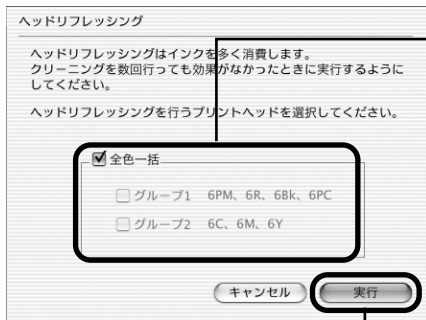 ヘッドリフレッシング
ヘッドリフレッシングはインクを多く消費します。
クリーニングを数回行っても効果がなかったときに実行するように
してください。
ヘッドリフレッシングを行うプリントヘッドを選択してください。
全色一括
グループ1 6PM、6R、6Bk、6PC
グループ2 6C、6M、6Y
キャンセル 実行